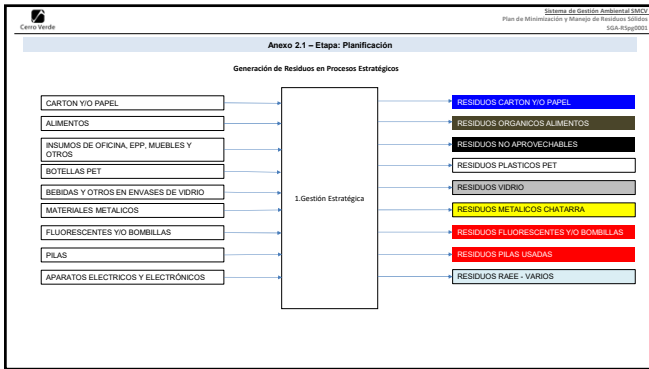 Cerro Verde
Sistema de Gestión Ambiental SMCV
Plan de Minimización y Manejo de Residuos Sólidos
SGA-RSpg0001
Anexo 2.1 – Etapa: Planificación
Generación de Residuos en Procesos Estratégicos
CARTON Y/O PAPEL
ALIMENTOS
INSUMOS DE OFICINA, EPP, MUEBLES Y
OTROS
BOTELLAS PET
BEBIDAS Y OTROS EN ENVASES DE VIDRIO
MATERIALES METALICOS
FLUORESCENTES Y/O BOMBILLAS
PILAS
APARATOS ELECTRICOS Y ELECTRÓNICOS
1.Gestión Estratégica
RESIDUOS CARTON Y/O PAPEL
RESIDUOS ORGANICOS ALIMENTOS
RESIDUOS NO APROVECHABLES
RESIDUOS PLASTICOS PET
RESIDUOS VIDRIO
RESIDUOS METALICOS CHATARRA
RESIDUOS FLUORESCENTES Y/O BOMBILLAS
RESIDUOS PILAS USADAS
RESIDUOS RAEE - VARIOS